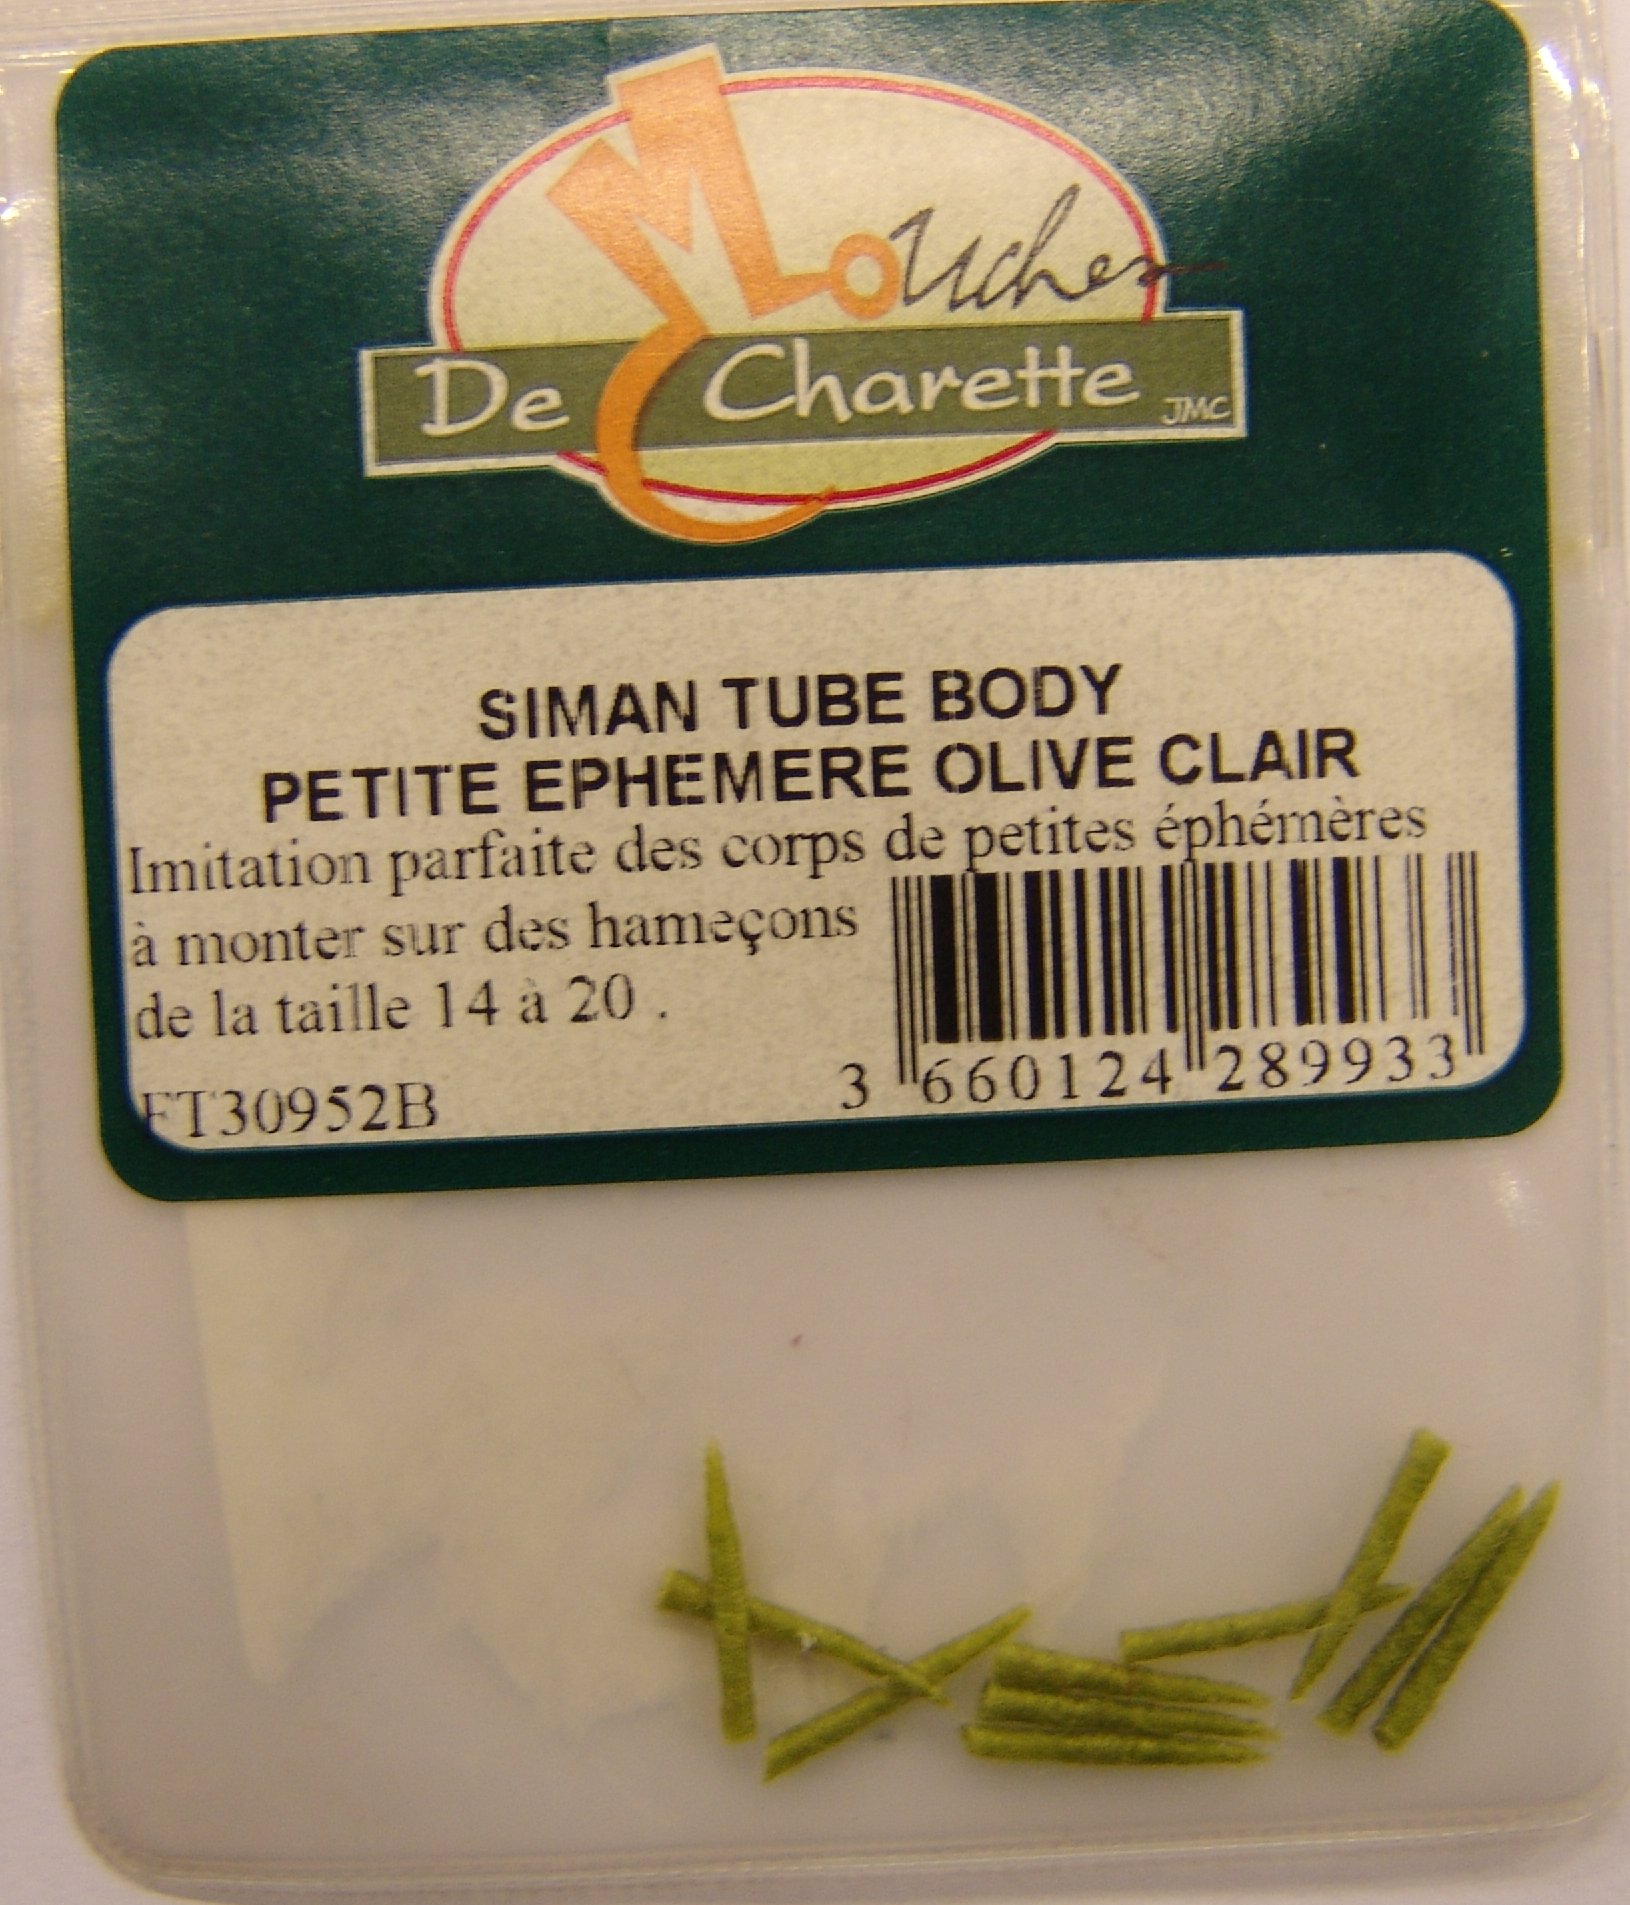 Mouches
De Charette JMC
SIMAN TUBE BODY
PETITE EPHEMERE OLIVE CLAIR
Imitation parfaite des corps de petites éphémères
à monter sur des hameçons
de la taille 14 à 20 .
FT30952B
3 660124 289933